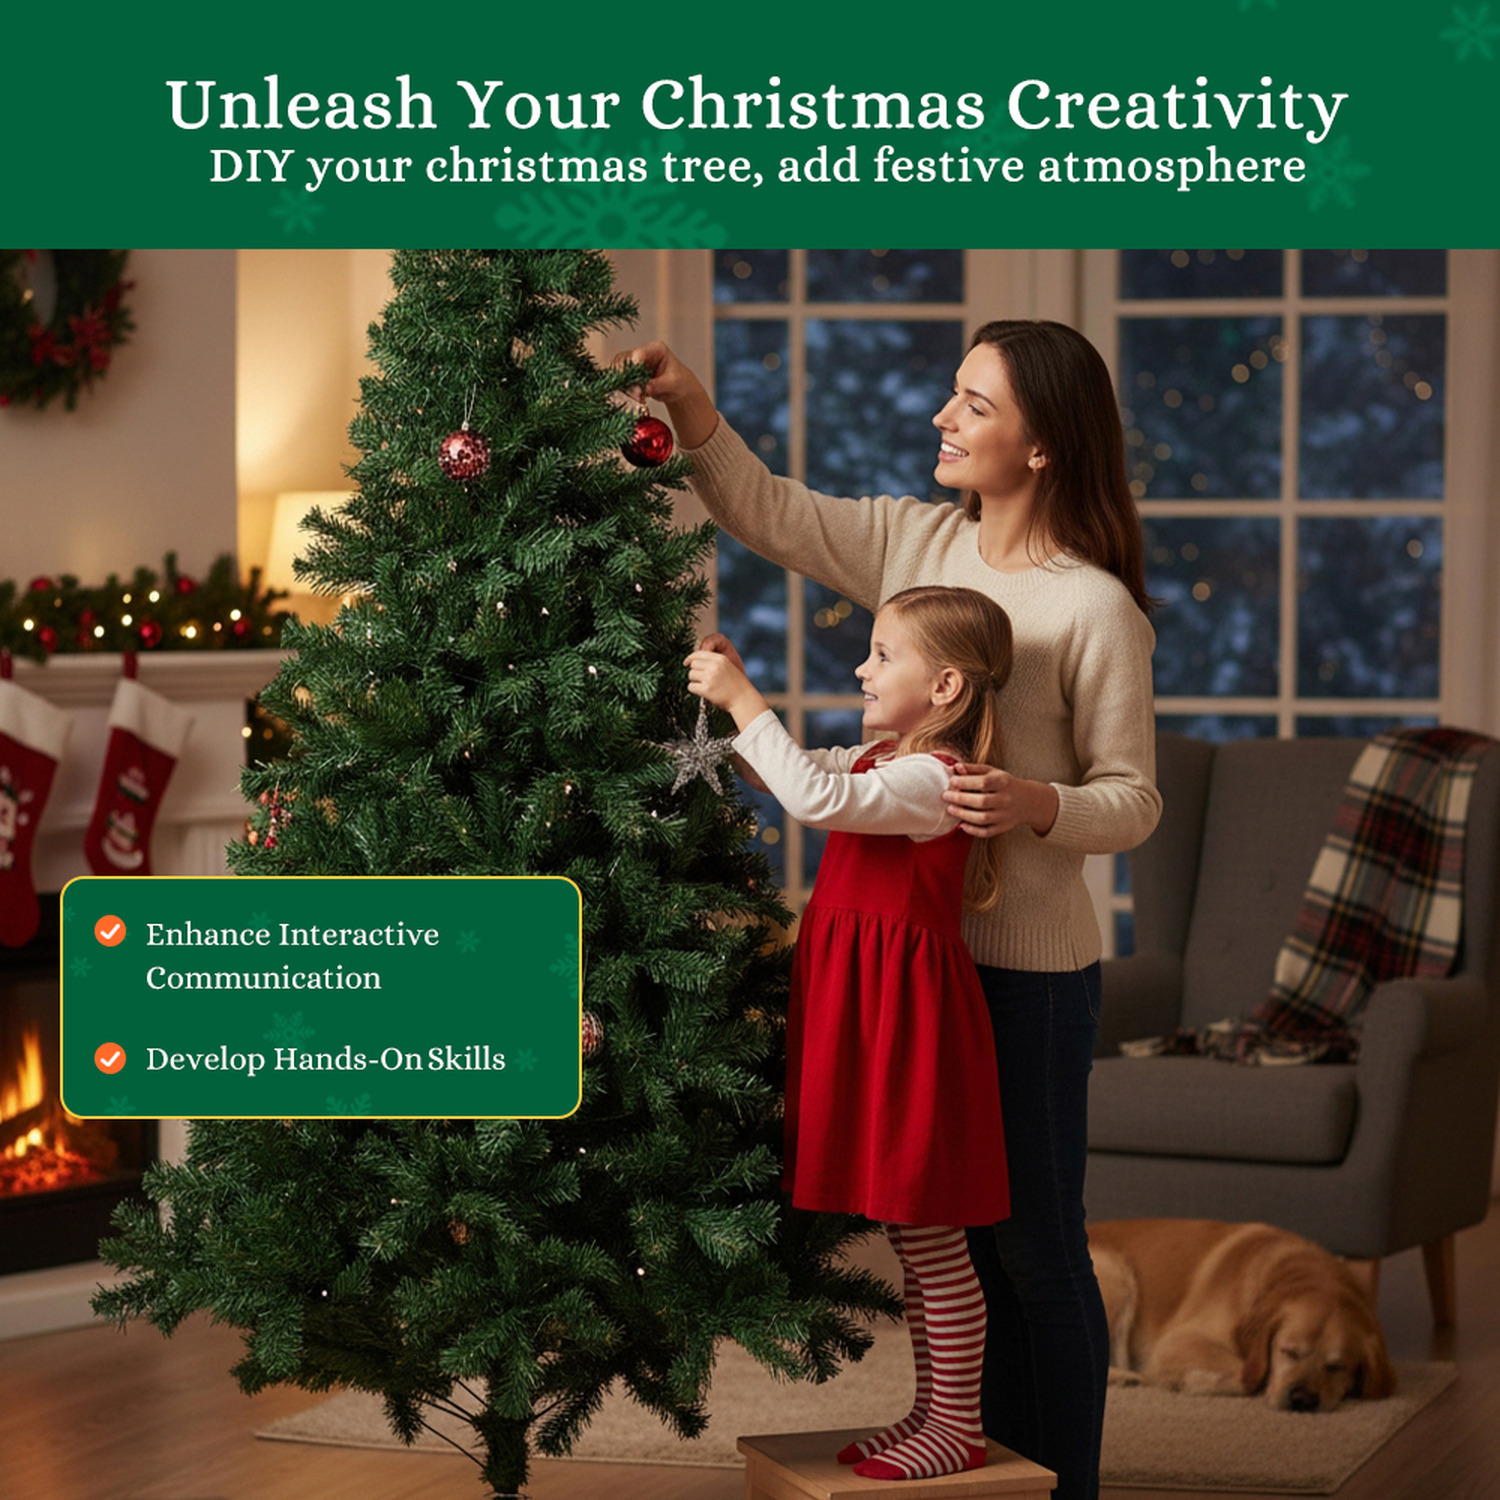 Unleash Your Christmas Creativity
DIY your christmas tree, add festive atmosphere
Enhance Interactive
Communication
Develop Hands-On Skills